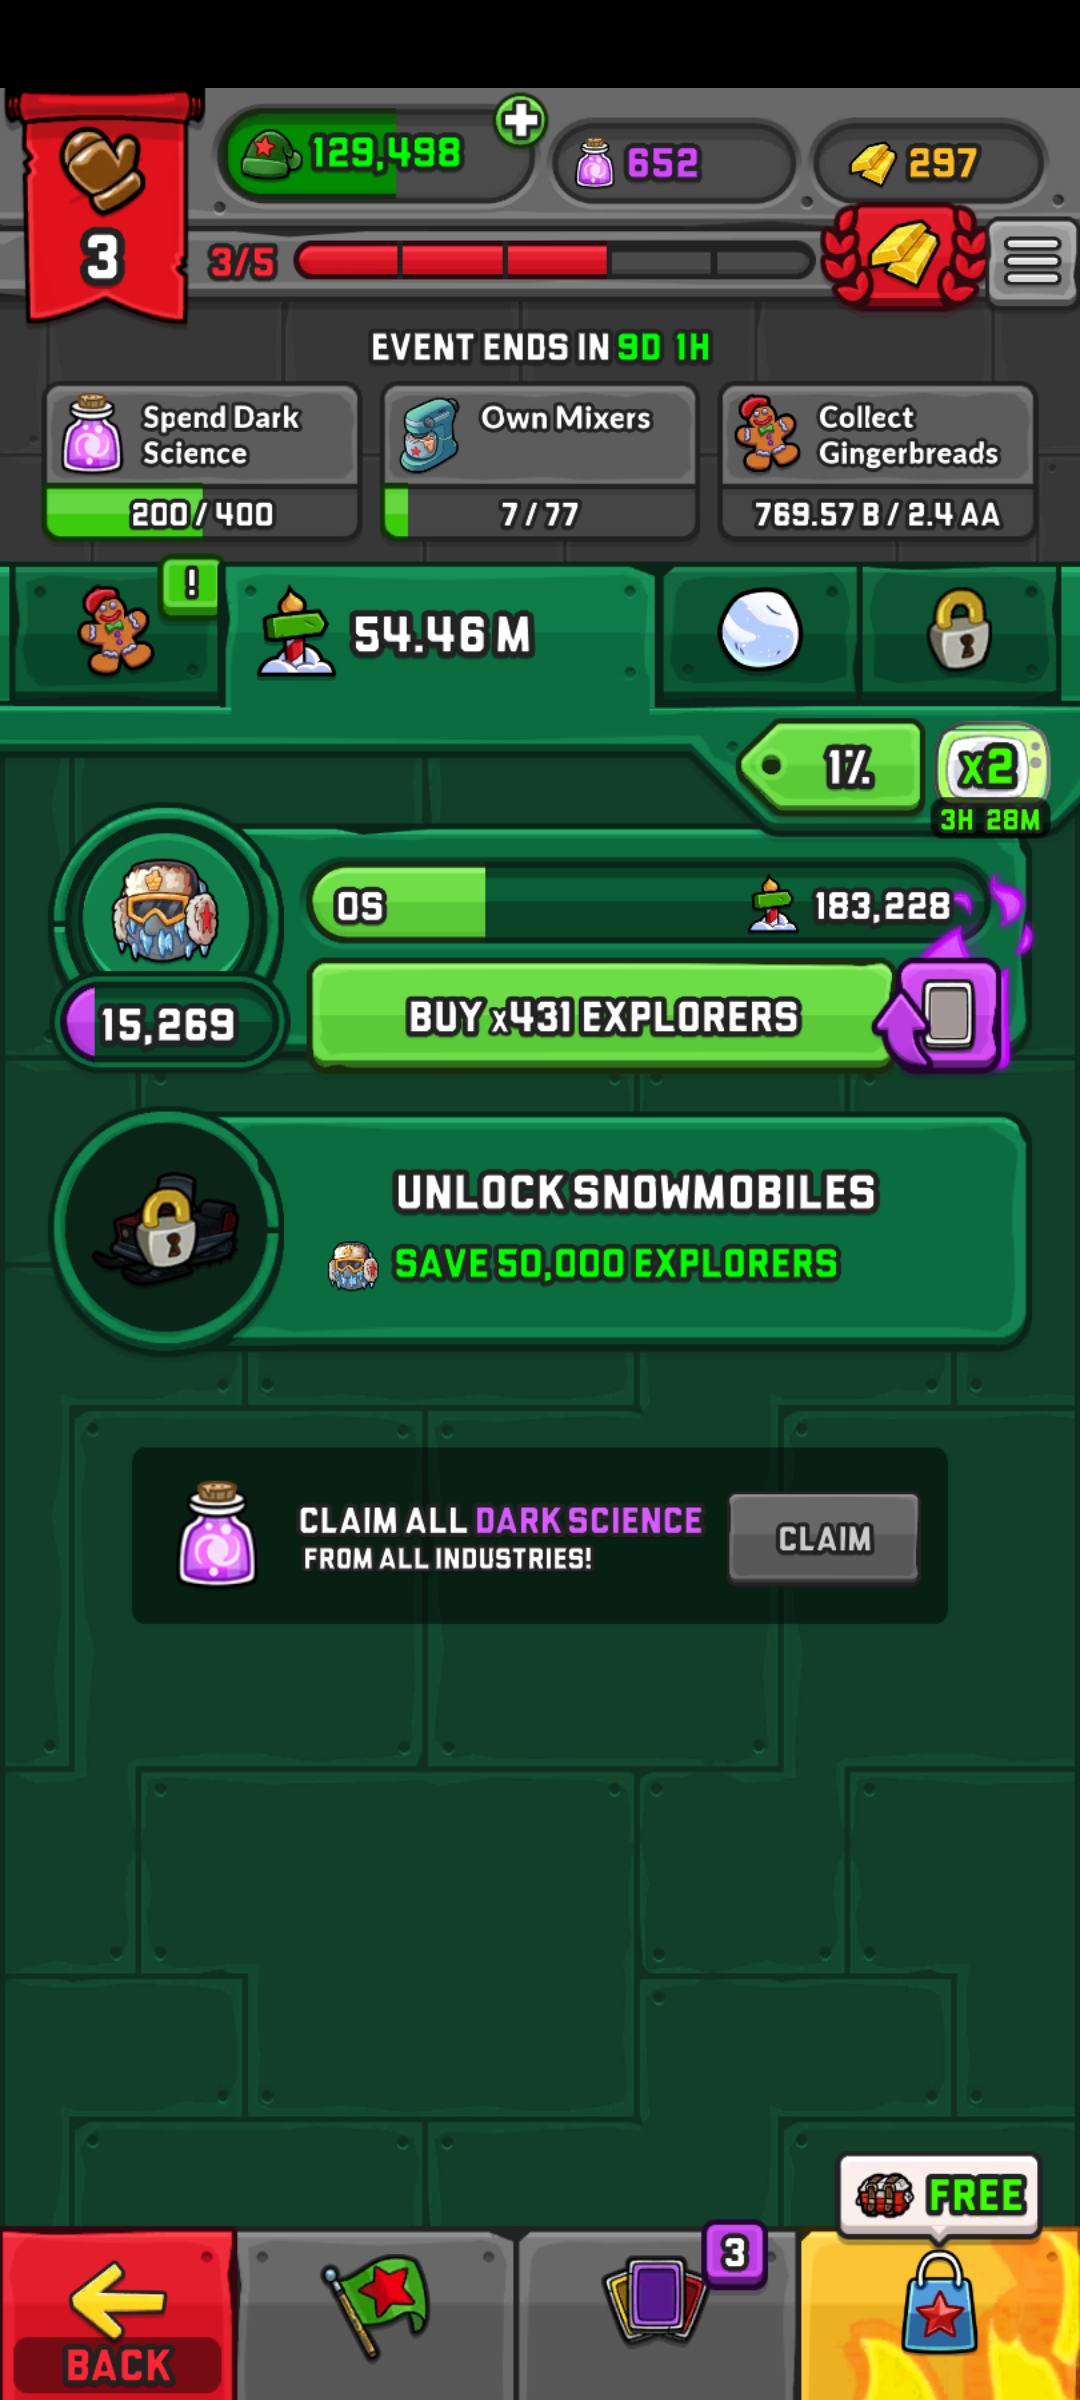 129,498
652
297
3
3/5
EVENT ENDS IN 9D 1H
Spend Dark
Science
200 / 400
Own Mixers
7 / 77
Collect
Gingerbreads
769.57 B / 2.4 AA
!
54.46 M
1%
x2
3H 28M
0S
183,228
15,269
BUY x431 EXPLORERS
UNLOCK SNOWMOBILES
SAVE 50,000 EXPLORERS
CLAIM ALL DARK SCIENCE
FROM ALL INDUSTRIES!
CLAIM
FREE
3
BACK